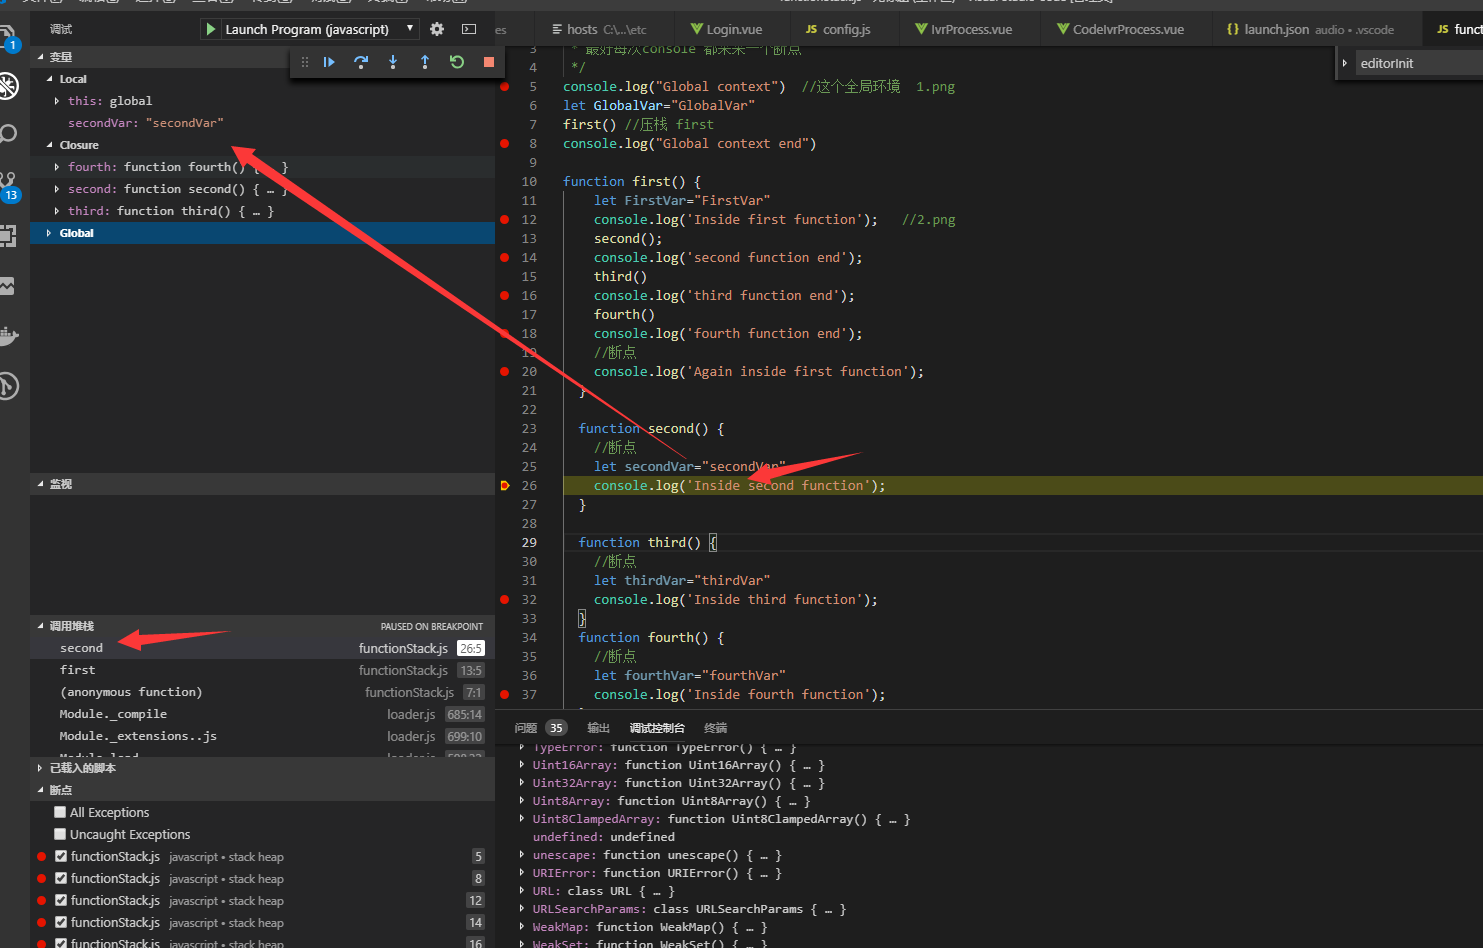 调试
Launch Program (javascript)
es
hosts C:\...\etc
Login.vue
JS config.js
IvrProcess.vue
CodeIvrProcess.vue
{ } launch.json audio • .vscode
JS funct
editorInit
1
13
变量
Local
this: global
secondVar: "secondVar"
Closure
fourth: function fourth() { … }
second: function second() { … }
third: function third() { … }
Global
监视
调用堆栈 PAUSED ON BREAKPOINT
second functionStack.js 26:5
first functionStack.js 13:5
(anonymous function) functionStack.js 7:1
Module._compile loader.js 685:14
Module._extensions..js loader.js 699:10
已载入的脚本
断点
All Exceptions
Uncaught Exceptions
functionStack.js javascript • stack heap 5
functionStack.js javascript • stack heap 8
functionStack.js javascript • stack heap 12
functionStack.js javascript • stack heap 14
functionStack.js javascript • stack heap 16
3 * 最好每次console 都来来一个断点
4 */
5 console.log("Global context") //这个全局环境 1.png
6 let GlobalVar="GlobalVar"
7 first() //压栈 first
8 console.log("Global context end")
9
10 function first() {
11 let FirstVar="FirstVar"
12 console.log('Inside first function'); //2.png
13 second();
14 console.log('second function end');
15 third()
16 console.log('third function end');
17 fourth()
18 console.log('fourth function end');
19 //断点
20 console.log('Again inside first function');
21 }
22
23 function second() {
24 //断点
25 let secondVar="secondVar"
26 console.log('Inside second function');
27 }
28
29 function third() {
30 //断点
31 let thirdVar="thirdVar"
32 console.log('Inside third function');
33 }
34 function fourth() {
35 //断点
36 let fourthVar="fourthVar"
37 console.log('Inside fourth function');
问题 35 输出 调试控制台 终端
TypeError: function TypeError() { … }
Uint16Array: function Uint16Array() { … }
Uint32Array: function Uint32Array() { … }
Uint8Array: function Uint8Array() { … }
Uint8ClampedArray: function Uint8ClampedArray() { … }
undefined: undefined
unescape: function unescape() { … }
URIError: function URIError() { … }
URL: class URL { … }
URLSearchParams: class URLSearchParams { … }
WeakMap: function WeakMap() { … }
WeakSet: function WeakSet() { … }